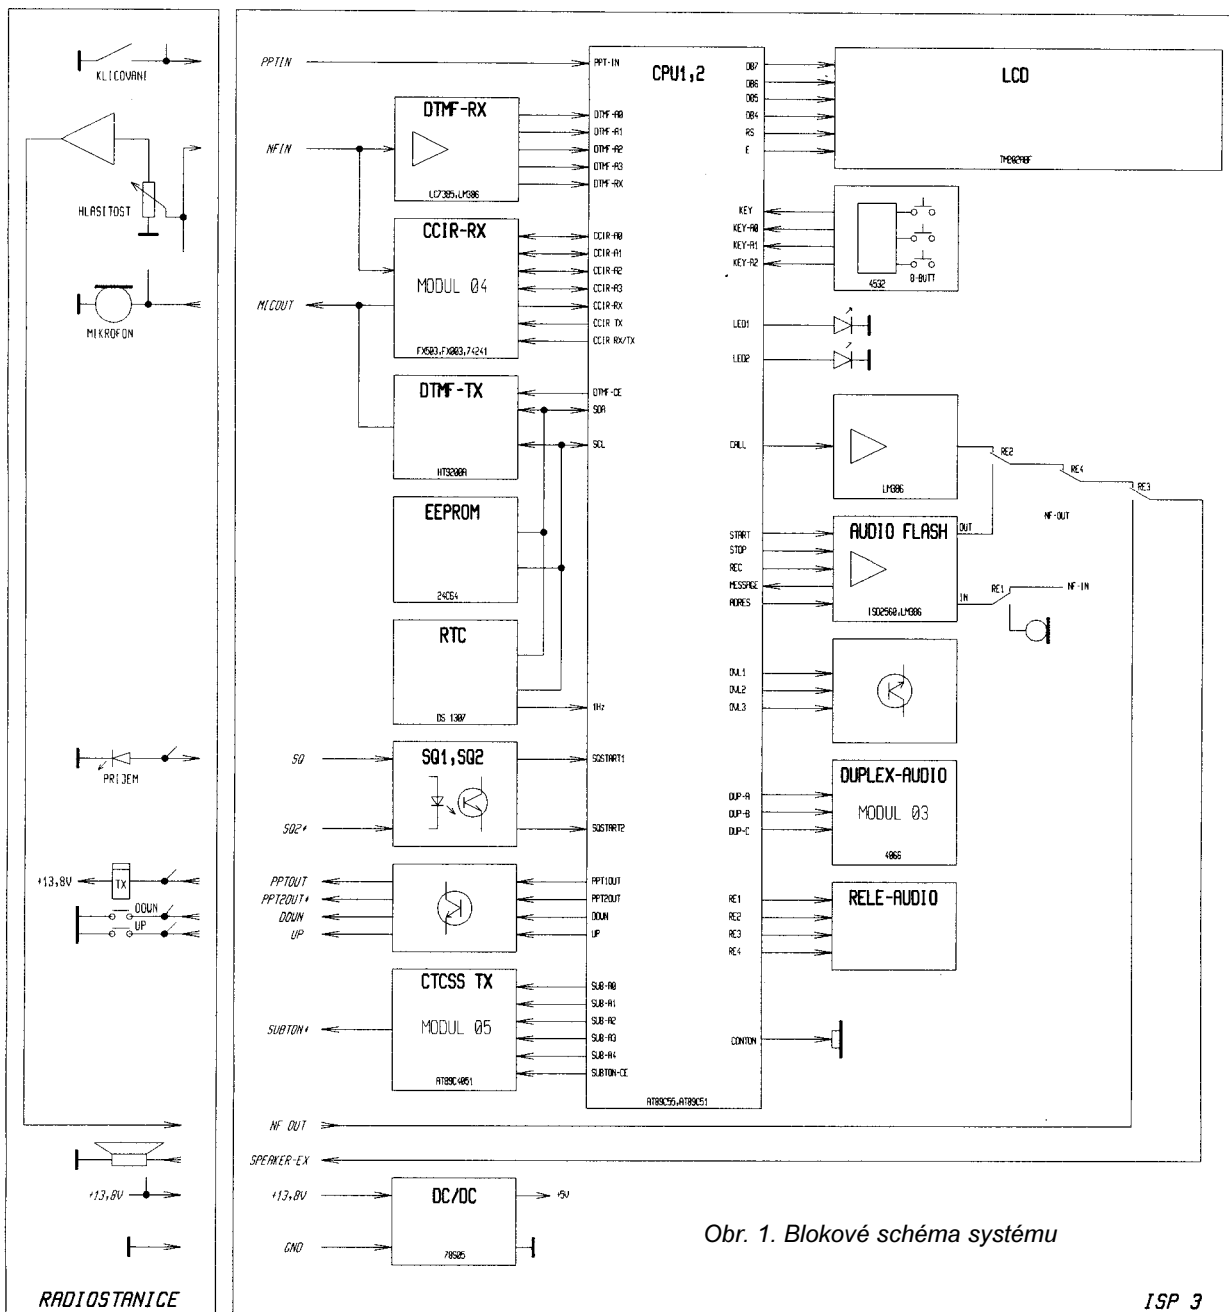 KLICOVANI
HLASITOST
MIKROFON
PRIJEM
+13,8V
TX
DOWN
UP
+13,8V
RADIOSTANICE
PPTIN
NFIN
MICOUT
SQ
SQ2+
PPTOUT
PPT2OUT+
DOWN
UP
SUBTON+
NF OUT
SPEAKER-EX
+13,8V
GND
DTMF-RX
LM386
CCIR-RX
MODUL 04
FX503,FX003,74241
DTMF-TX
HT9200A
EEPROM
24C64
RTC
DS 1307
SQ1,SQ2
CTCSS TX
MODUL 05
AT89C4051
DC/DC
78S05
+5V
CPU1,2
PPT-IN
DTMF-A0
DTMF-A1
DTMF-A2
DTMF-A3
DTMF-RX
CCIR-A0
CCIR-A1
CCIR-A2
CCIR-A3
CCIR-RX
CCIR TX
CCIR RX/TX
DTMF-CE
SDA
SCL
1Hz
SQSTART1
SQSTART2
PPT1OUT
PPT2OUT
DOWN
UP
SUB-A0
SUB-A1
SUB-A2
SUB-A3
SUB-A4
SUBTON-CE
AT89C55,AT89C51
DB7
DB6
DB5
DB4
RS
E
KEY
KEY-A0
KEY-A1
KEY-A2
LED1
LED2
CALL
START
STOP
REC
MESSAGE
ADRES
OVL1
OVL2
OVL3
DUP-A
DUP-B
DUP-C
RE1
RE2
RE3
RE4
CONTON
LCD
4532
8-BUTT
LM386
RE2
RE4
RE3
NF-OUT
AUDIO FLASH
OUT
IN
ISD2560,LM386
RE1
NF-IN
DUPLEX-AUDIO
MODUL 03
4066
RELE-AUDIO
Obr. 1. Blokové schéma systému
ISP 3